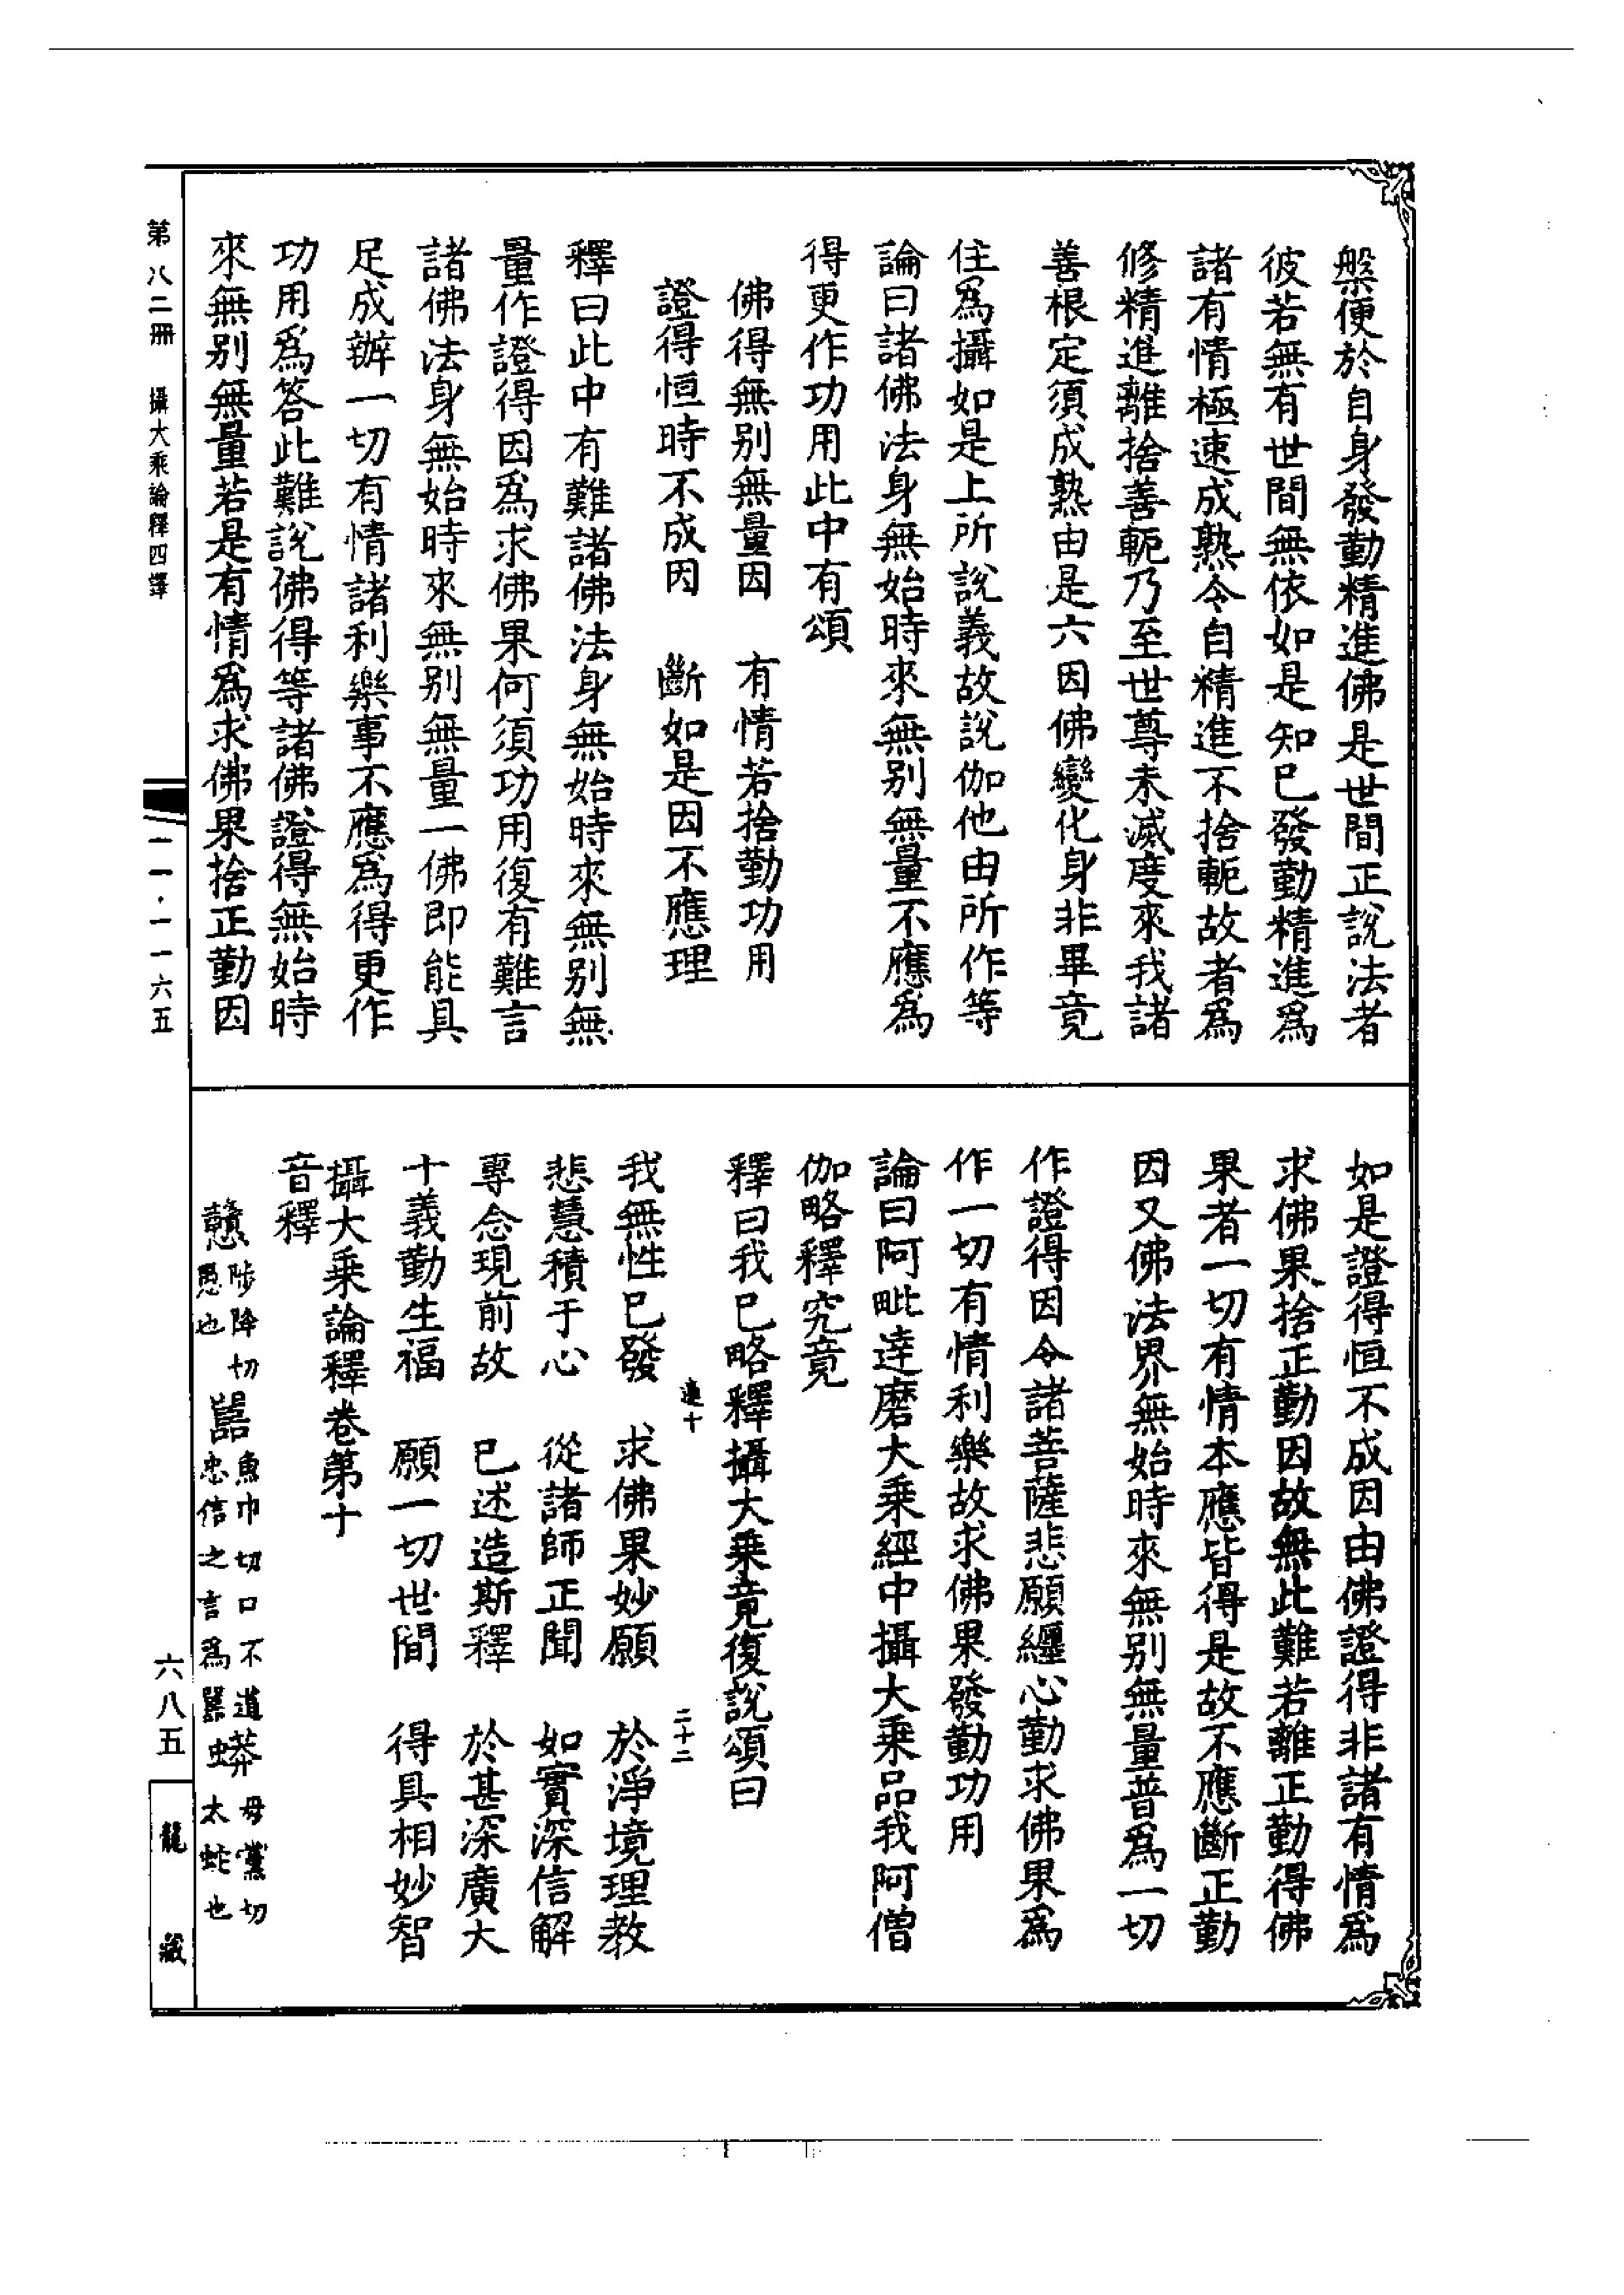 槃便於自身發勤精進佛是世間正說法者
彼若無有世間無依如是知已發勤精進爲
諸有情極速成熟令自精進不捨軛故者爲
修精進離捨善軛乃至世尊未滅度來我諸
善根定須成熟由是六因佛變化身非畢竟
住爲攝如是上所說義故說伽他由所作等
論曰諸佛法身無始時來無別無量不應爲
得更作功用此中有頌
佛得無別無量因　有情若捨勤功用
證得恒時不成因　斷如是因不應理
釋曰此中有難諸佛法身無始時來無別無
量作證得因爲求佛果何須功用復有難言
諸佛法身無始時來無別無量一佛即能具
足成辦一切有情諸利樂事不應爲得更作
功用爲答此難說佛得等諸佛證得無始時
來無別無量若是有情爲求佛果捨正勤因
如是證得恒不成因由佛證得非諸有情爲
求佛果捨正勤因故無此難若離正勤得佛
果者一切有情本應皆得是故不應斷正勤
因又佛法界無始時來無別無量普爲一切
作證得因令諸菩薩悲願纏心勤求佛果爲
作一切有情利樂故求佛果發勤功用
論曰阿毗達磨大乘經中攝大乘品我阿僧
伽略釋究竟
釋曰我已略釋攝大乘竟復說頌曰
我無性已發　求佛果妙願　於淨境理教
悲慧積于心　從諸師正聞　如實深信解
專念現前故　已述造斯釋　於甚深廣大
十義勤生福　願一切世間　得具相妙智
攝大乘論釋卷第十
音釋
戇陟降切愚也　嚚魚巾切口不道忠信之言爲嚚　蟒毋黨切大蛇也
十
二十二
第八二冊　攝大乘論釋四譯
一一·一一六五
六八五
龍藏